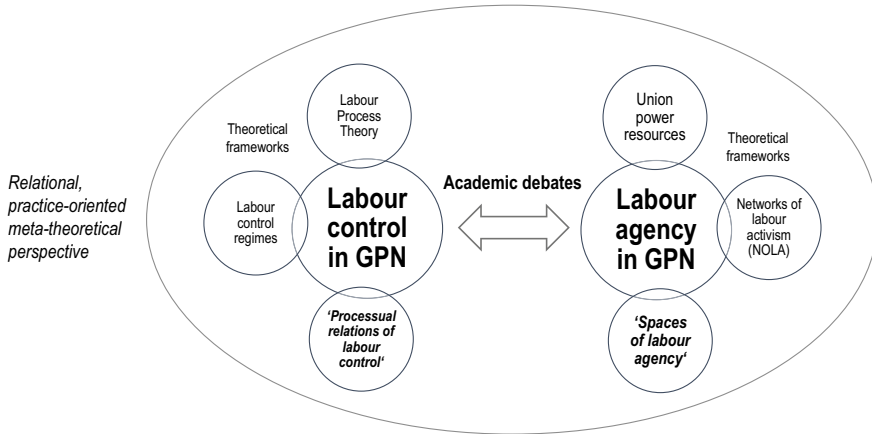 Relational,
practice-oriented
meta-theoretical
perspective
Theoretical
frameworks
Labour
Process
Theory
Labour
control
regimes
Labour
control
in GPN
‘Processual
relations of
labour
control‘
Academic debates
Union
power
resources
Theoretical
frameworks
Labour
agency
in GPN
Networks of
labour
activism
(NOLA)
‘Spaces
of labour
agency‘